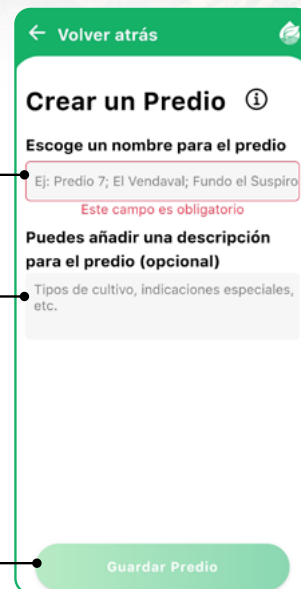 ← Volver atrás
Crear un Predio
Escoge un nombre para el predio
Ej: Predio 7; El Vendaval; Fundo el Suspiro
Este campo es obligatorio
Puedes añadir una descripción
para el predio (opcional)
Tipos de cultivo, indicaciones especiales,
etc.
Guardar Predio